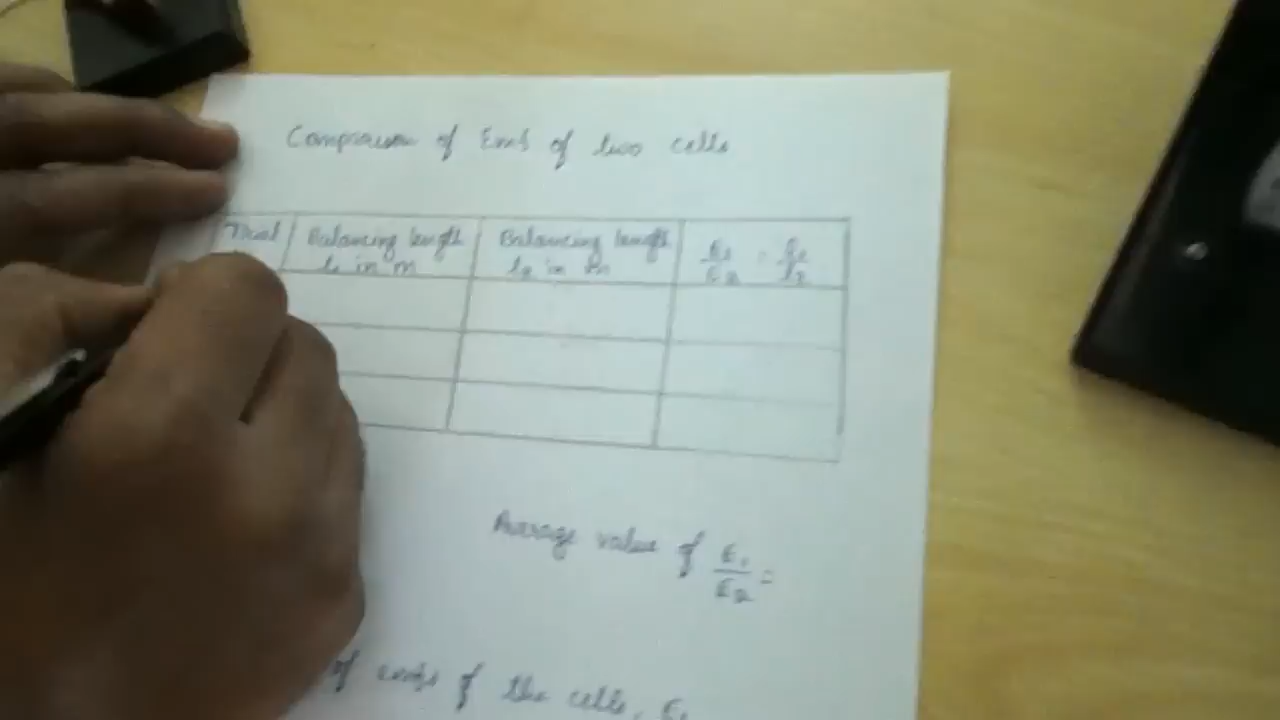 Comparison of Emf of two cells
Trial
Balancing length
l₁ in m
Balancing length
l₂ in m
E₁/E₂ = l₁/l₂
Average value of E₁/E₂ =
of emfs of the cells, E₁